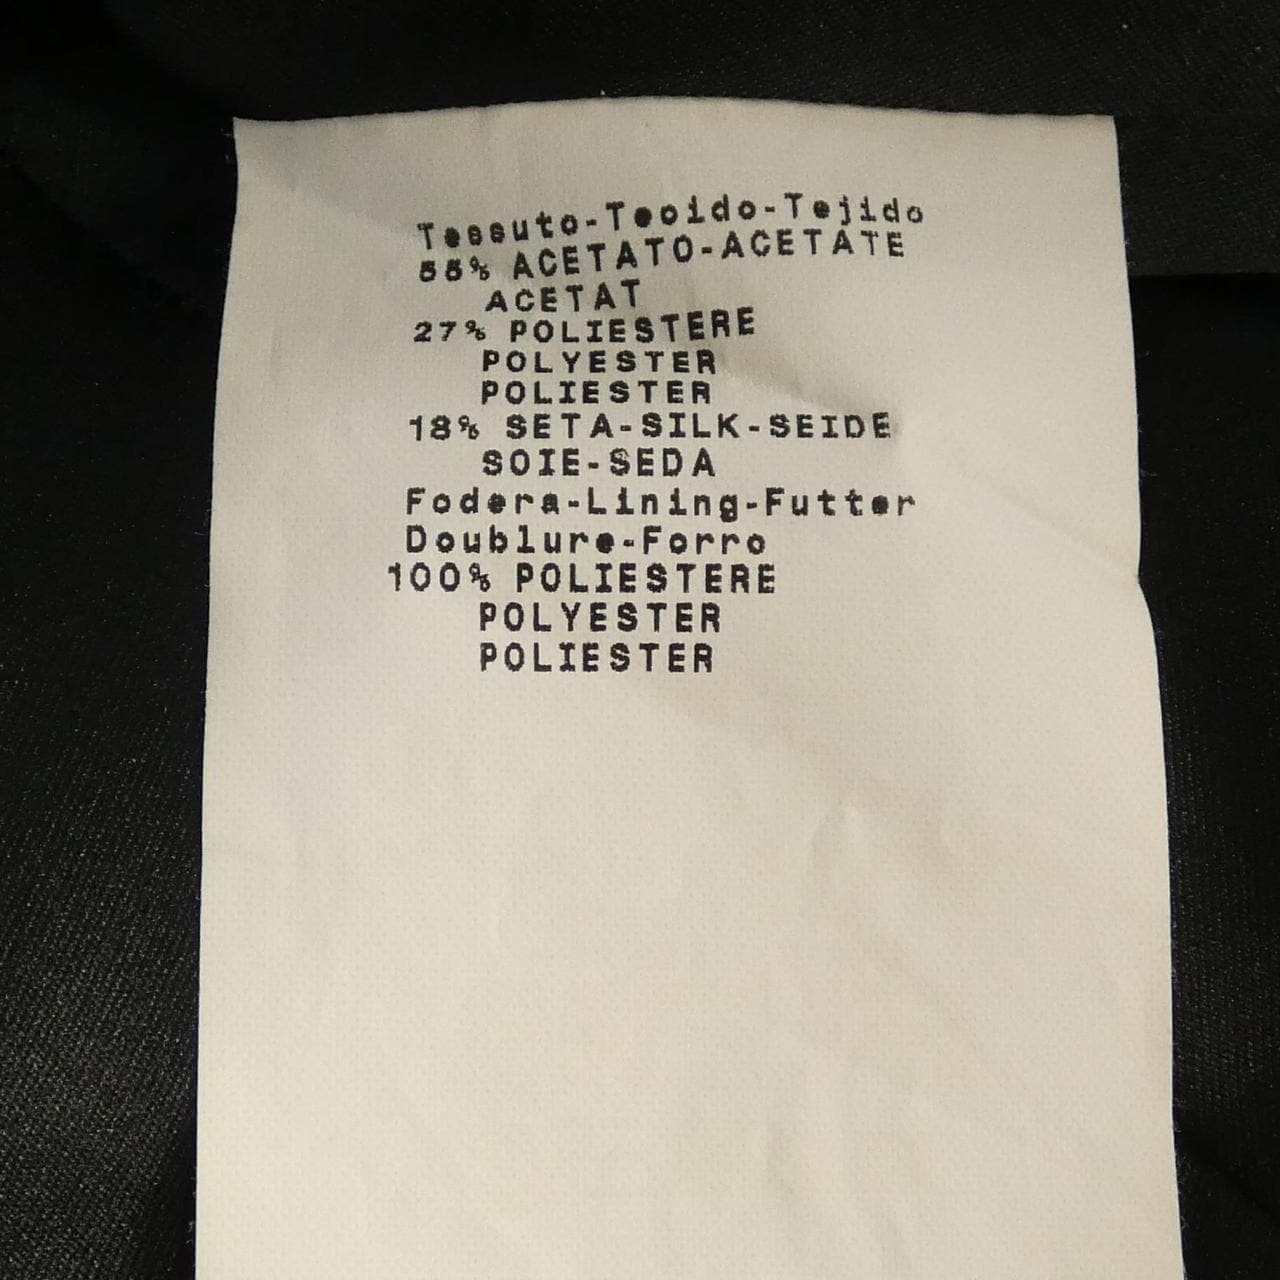 Tessuto-Tecido-Tejido
55% ACETATO-ACETATE
ACETAT
27% POLIESTERE
POLYESTER
POLIESTER
18% SETA-SILK-SEIDE
SOIE-SEDA
Fodera-Lining-Futter
Doublure-Forro
100% POLIESTERE
POLYESTER
POLIESTER